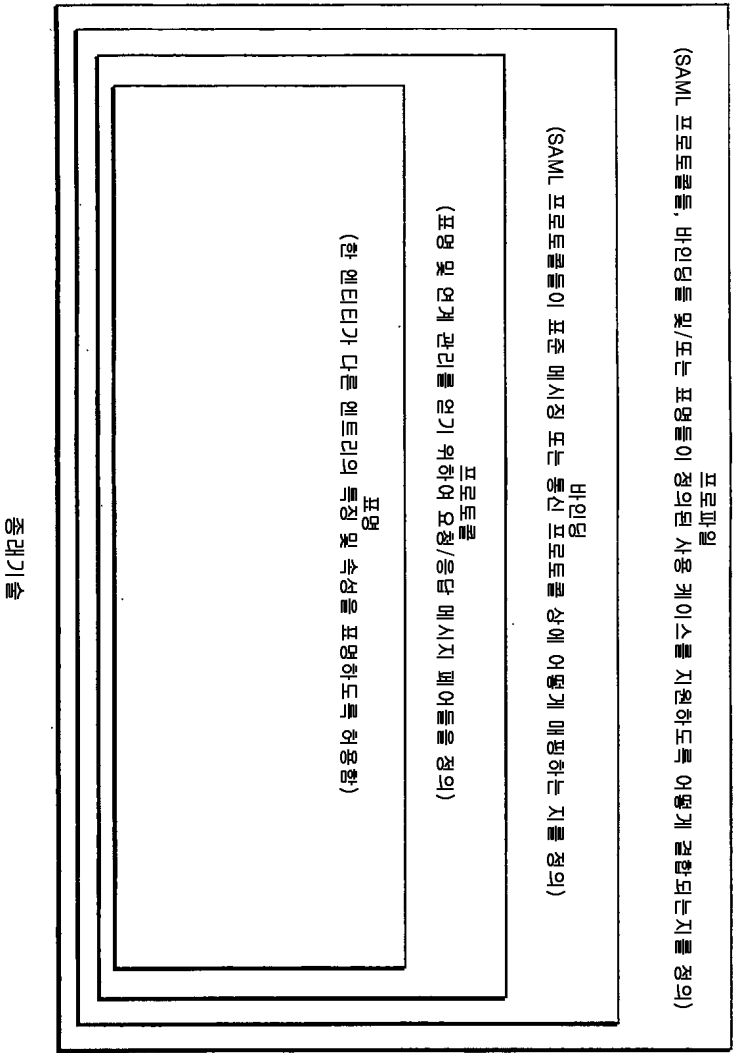 프로파일
(SAML 프로토콜들, 바인딩들 및/또는 표명들이 정의된 사용 케이스를 지원하도록 어떻게 결합되는지를 정의)
바인딩
(SAML 프로토콜들이 표준 메시징 또는 통신 프로토콜 상에 어떻게 매핑하는 지를 정의)
프로토콜
(표명 및 연계 관리를 얻기 위하여 요청/응답 메시지 페어들을 정의)
표명
(한 엔티티가 다른 엔트리의 특징 및 속성을 표명하도록 허용함)
종래기술